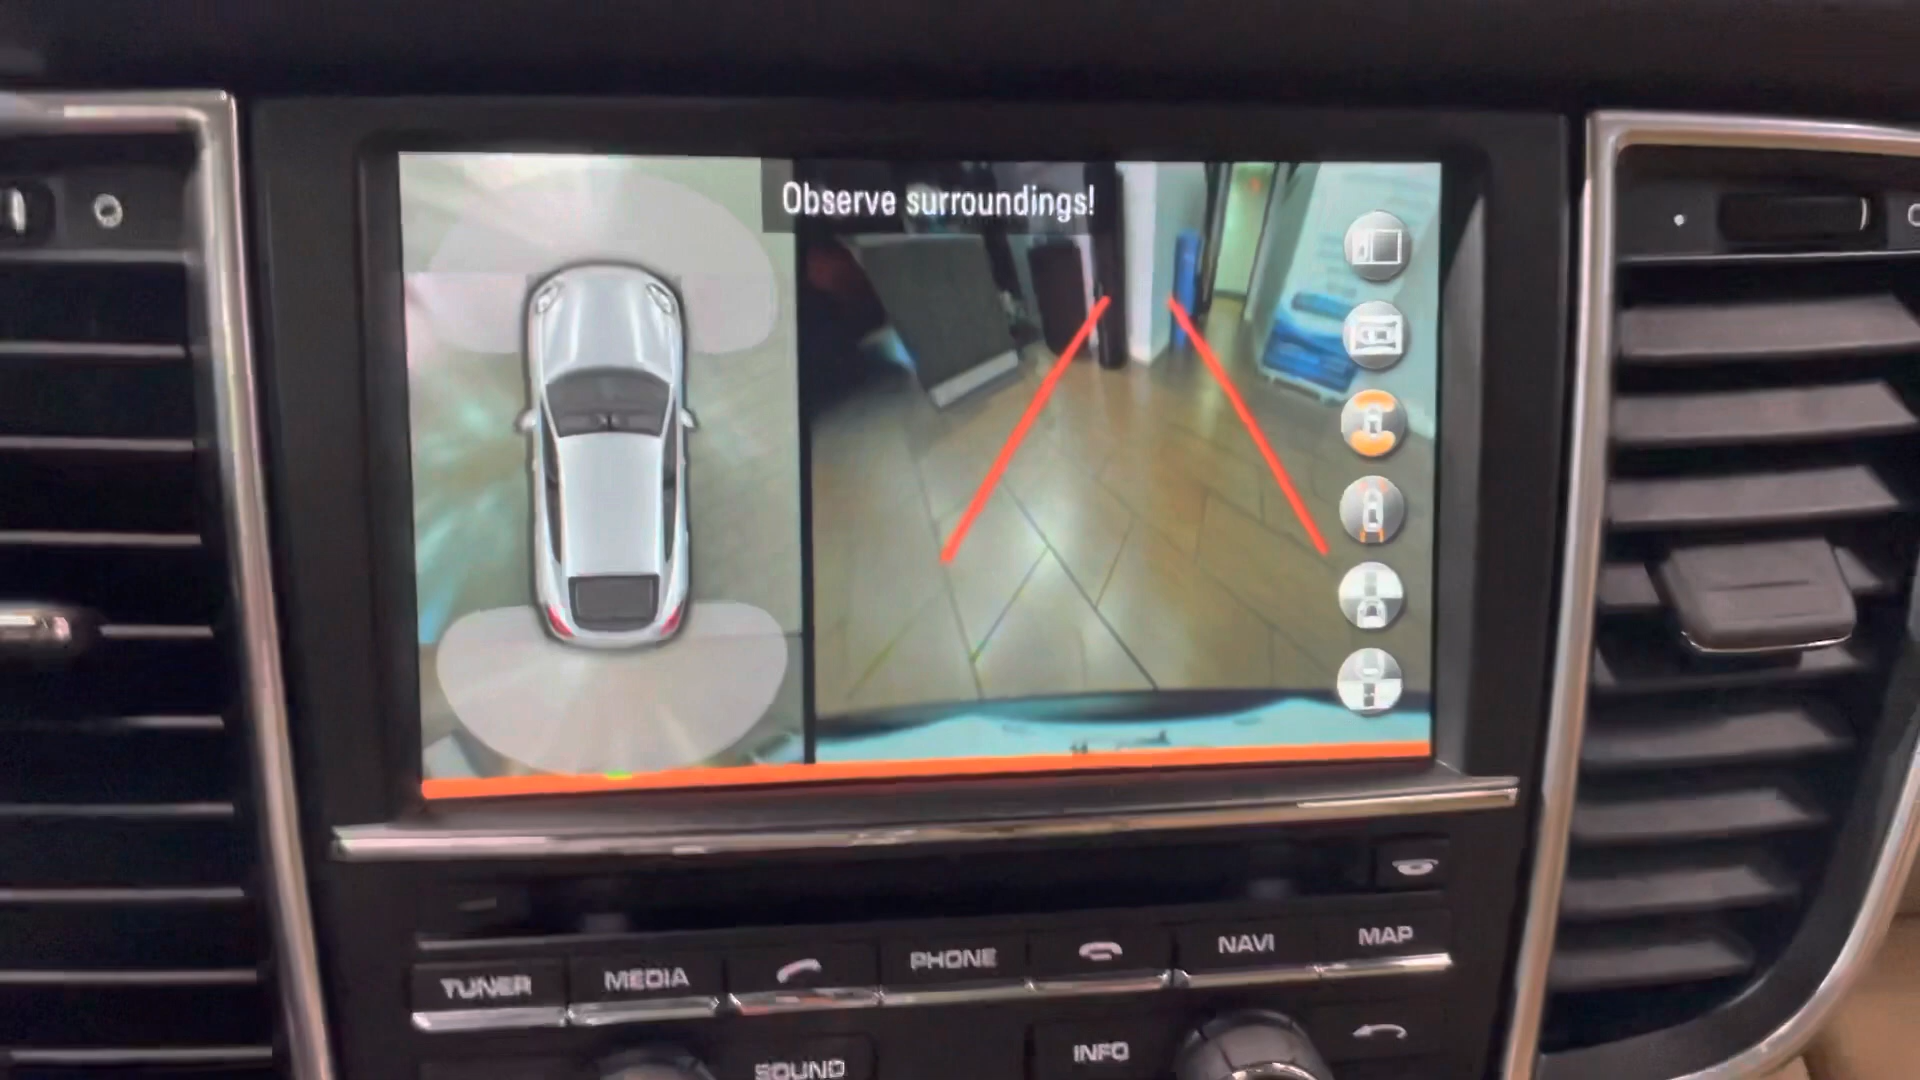 Observe surroundings!
TUNER
MEDIA
PHONE
NAVI
MAP
SOUND
INFO